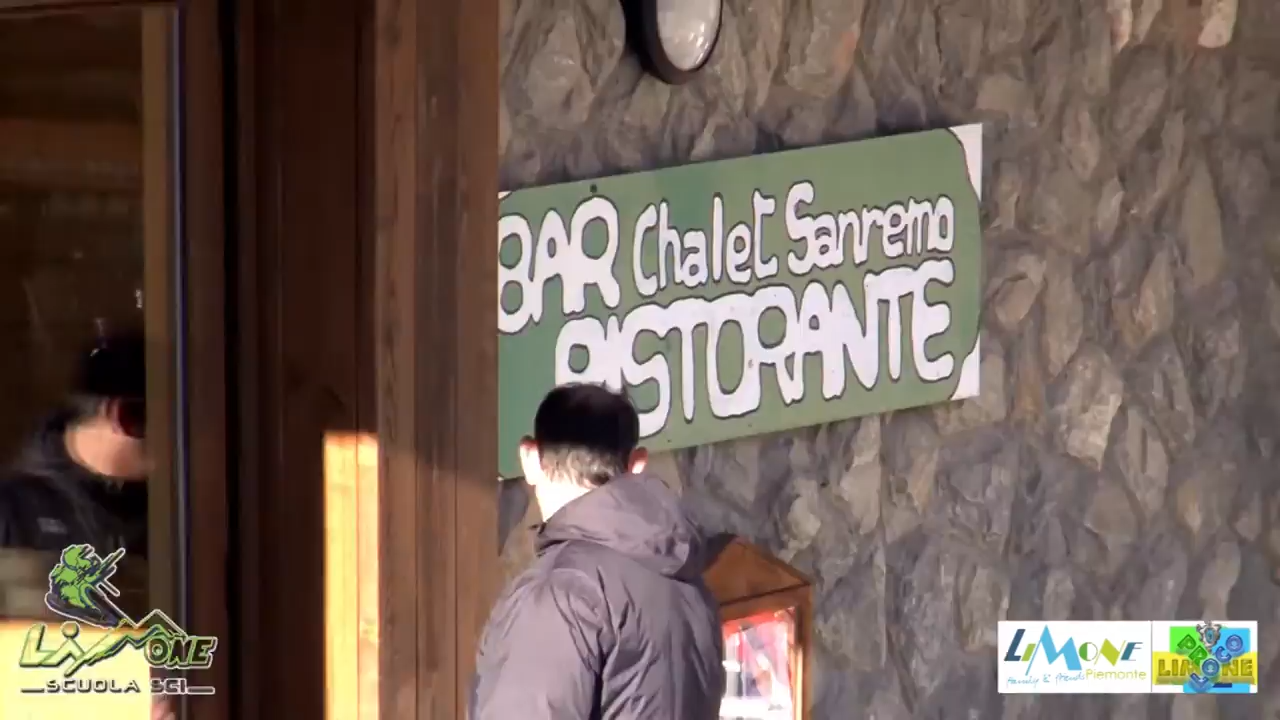 BAR Chalet Sanremo
RISTORANTE
LiMONE
SCUOLA SCI
LiMONE
Piemonte
LIMONE